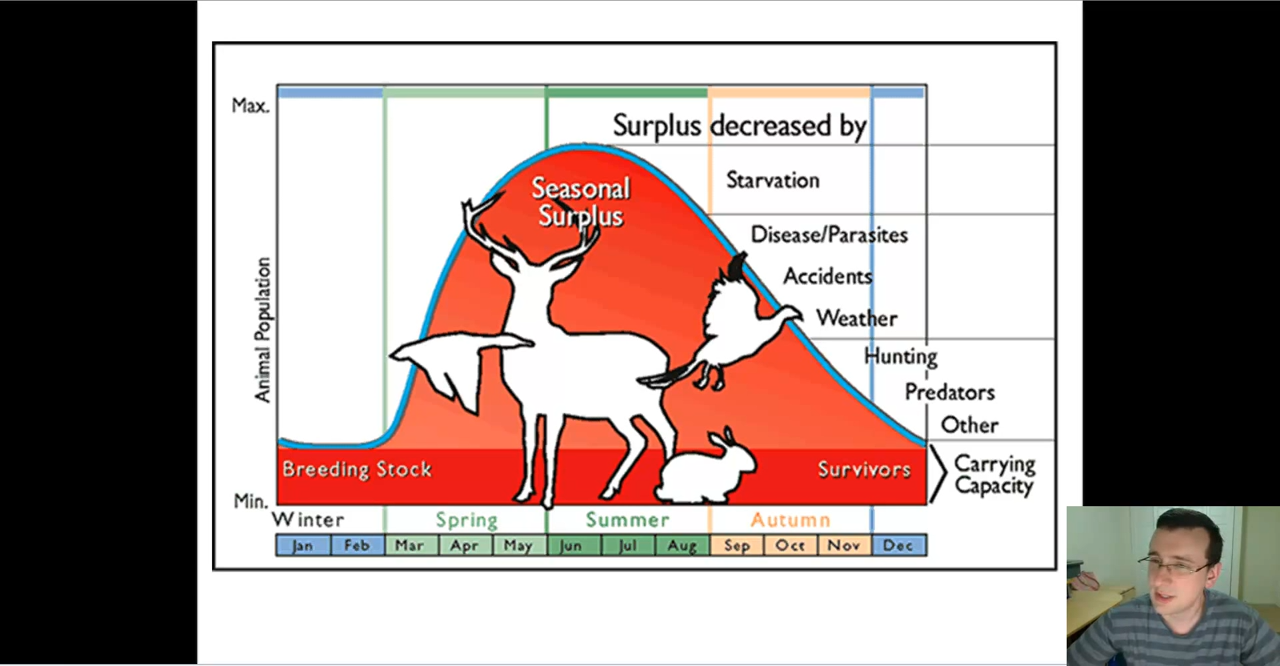 Max.
Surplus decreased by
Starvation
Seasonal
Surplus
Disease/Parasites
Accidents
Weather
Hunting
Predators
Other
Animal Population
Breeding Stock
Survivors
Carrying
Capacity
Min.
Winter Spring Summer Autumn
Jan Feb Mar Apr May Jun Jul Aug Sep Oct Nov Dec